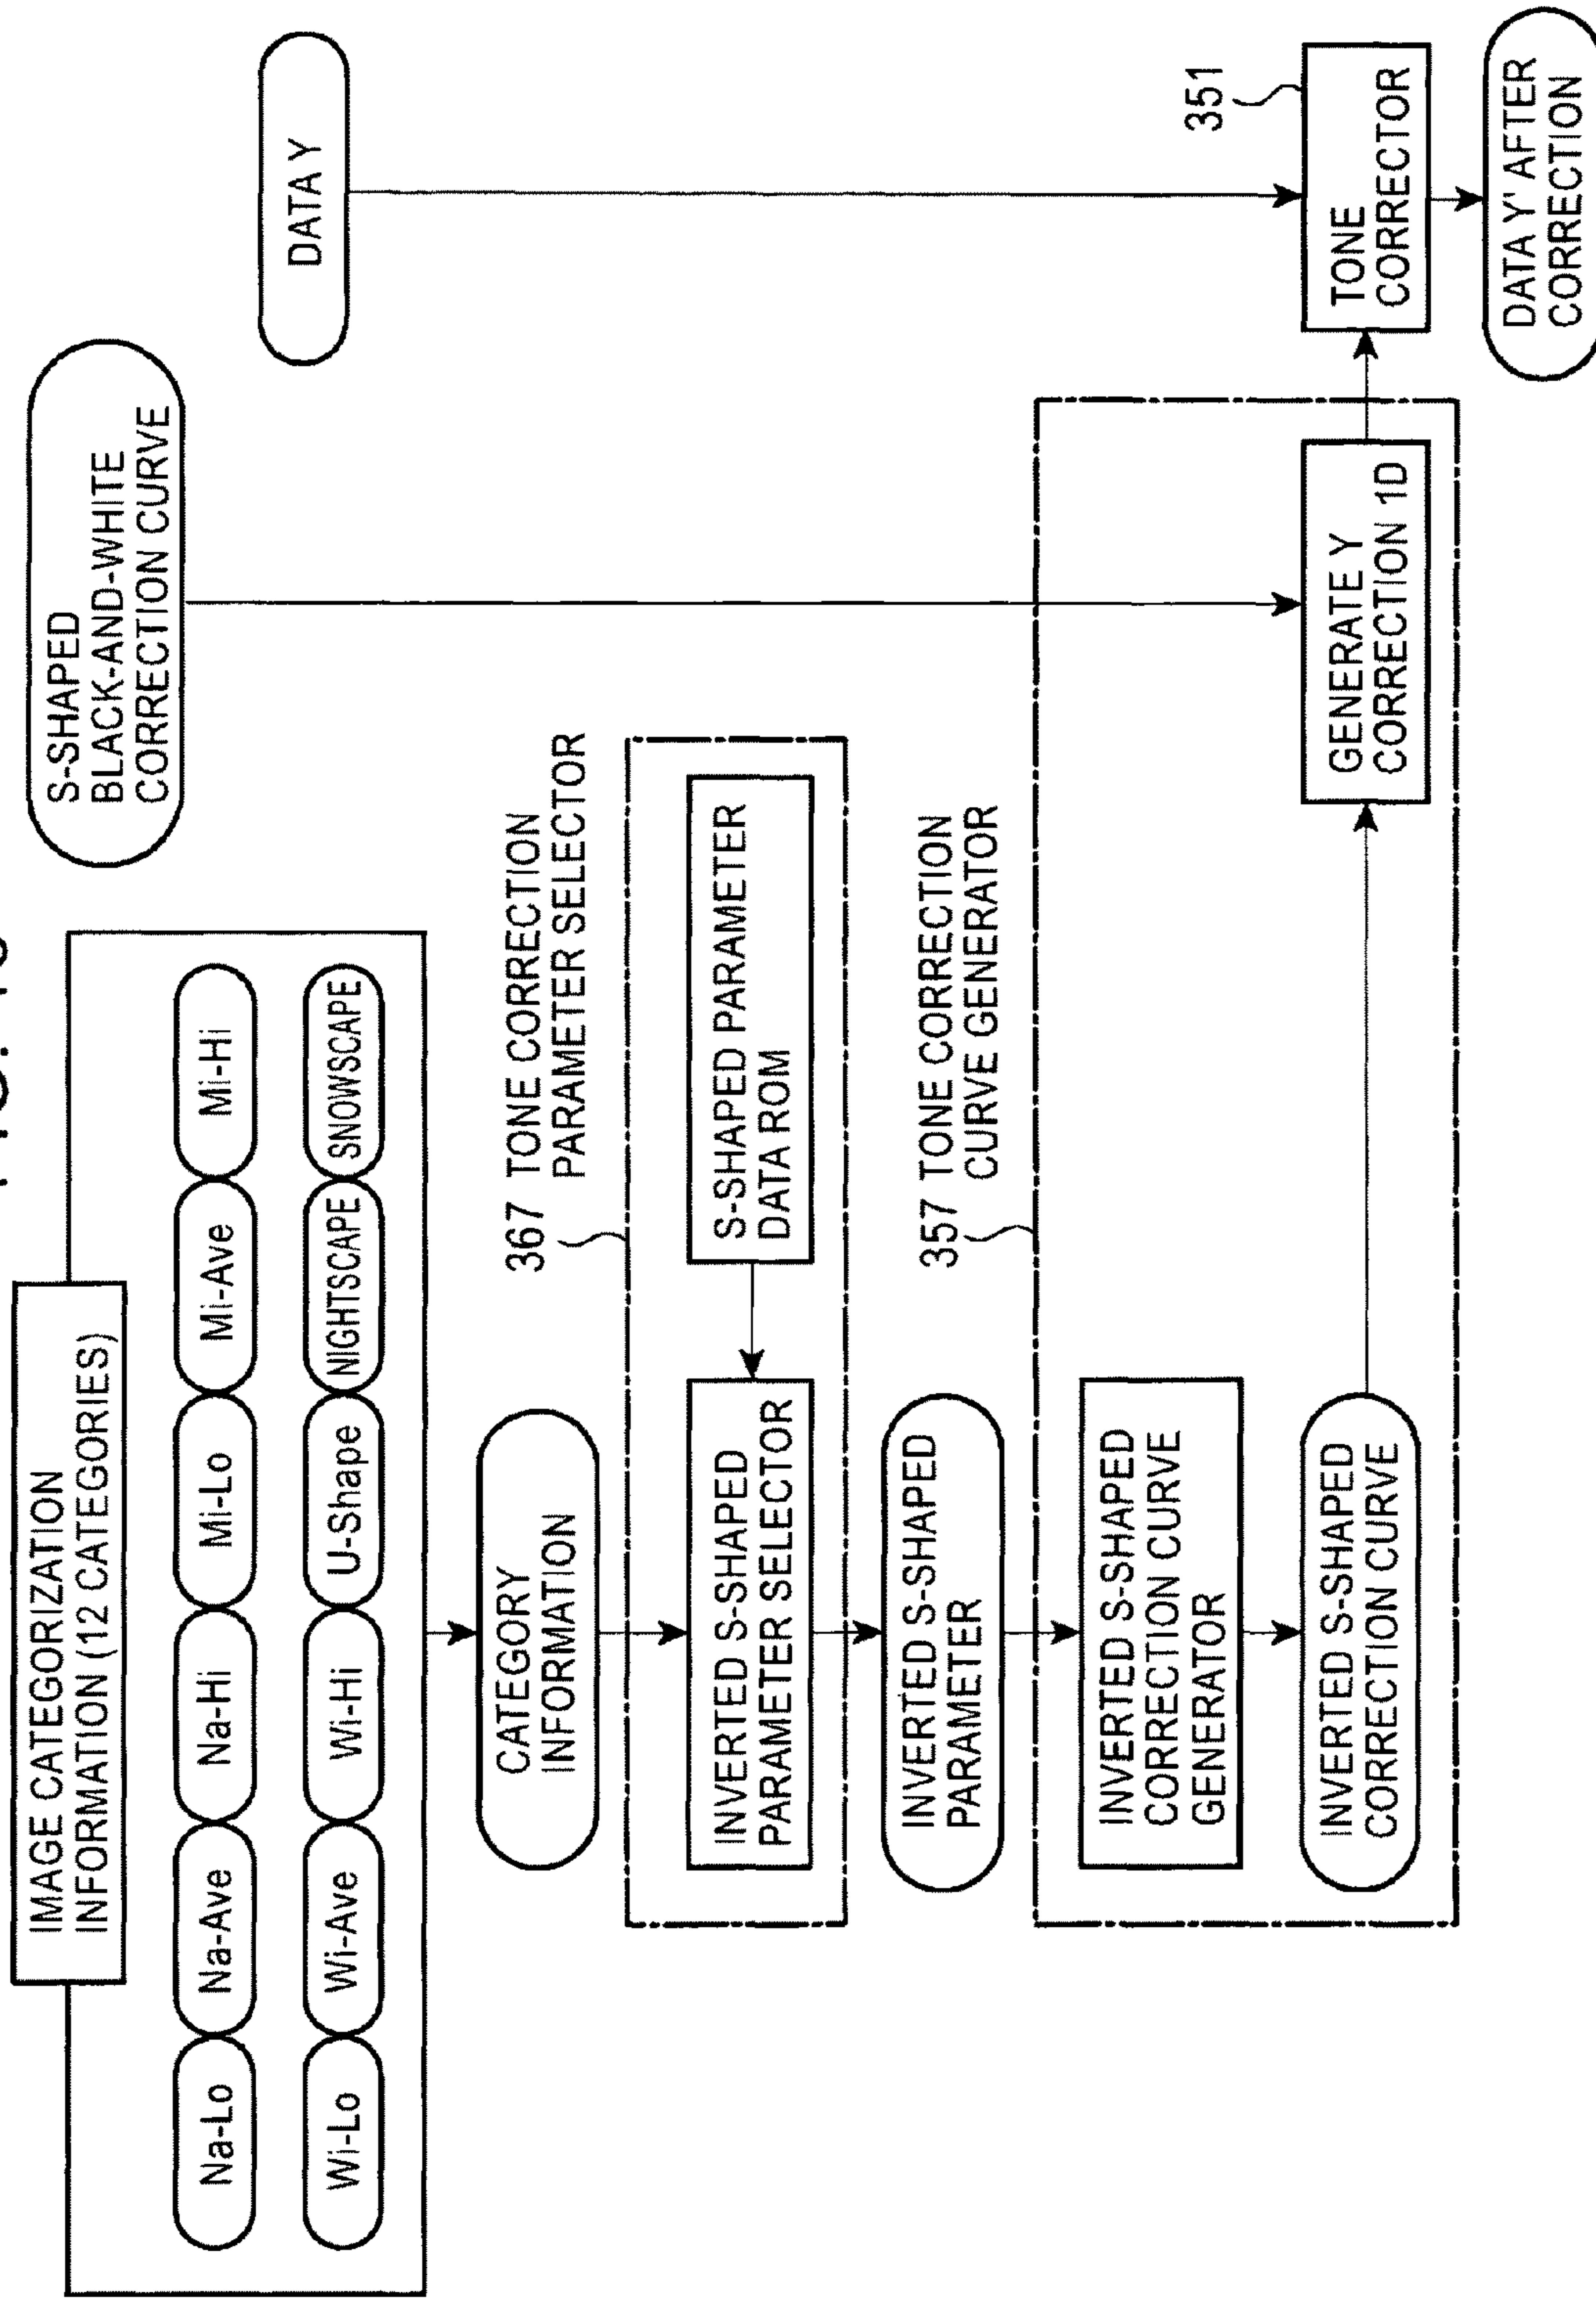 IMAGE CATEGORIZATION
INFORMATION (12 CATEGORIES)
Na-Lo
Na-Ave
Na-Hi
Mi-Lo
Mi-Ave
Mi-Hi
Wi-Lo
Wi-Ave
Wi-Hi
U-Shape
NIGHTSCAPE
SNOWSCAPE
S-SHAPED
BLACK-AND-WHITE
CORRECTION CURVE
DATA Y
CATEGORY
INFORMATION
367 TONE CORRECTION
PARAMETER SELECTOR
INVERTED S-SHAPED
PARAMETER SELECTOR
S-SHAPED PARAMETER
DATA ROM
INVERTED S-SHAPED
PARAMETER
357 TONE CORRECTION
CURVE GENERATOR
INVERTED S-SHAPED
CORRECTION CURVE
GENERATOR
INVERTED S-SHAPED
CORRECTION CURVE
GENERATE Y
CORRECTION 1D
351
TONE
CORRECTOR
DATA Y' AFTER
CORRECTION